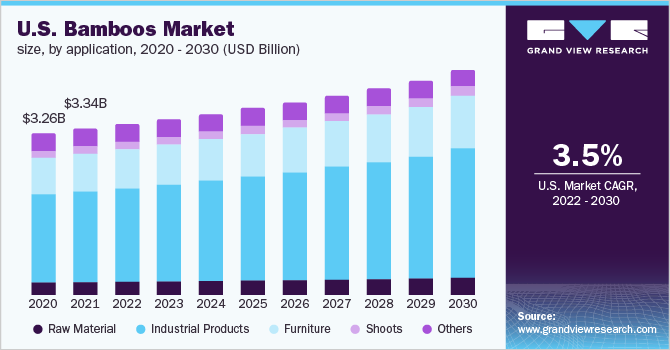 U.S. Bamboos Market
size, by application, 2020 - 2030 (USD Billion)
$3.26B
$3.34B
2020 2021 2022 2023 2024 2025 2026 2027 2028 2029 2030
Raw Material Industrial Products Furniture Shoots Others
GRAND VIEW RESEARCH
3.5%
U.S. Market CAGR,
2022 - 2030
Source:
www.grandviewresearch.com